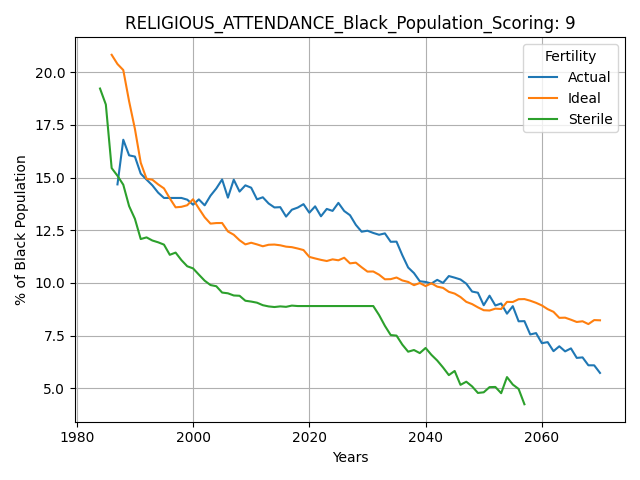 RELIGIOUS_ATTENDANCE_Black_Population_Scoring: 9
Fertility
Actual
Ideal
Sterile
% of Black Population
20.0
17.5
15.0
12.5
10.0
7.5
5.0
1980 2000 2020 2040 2060
Years